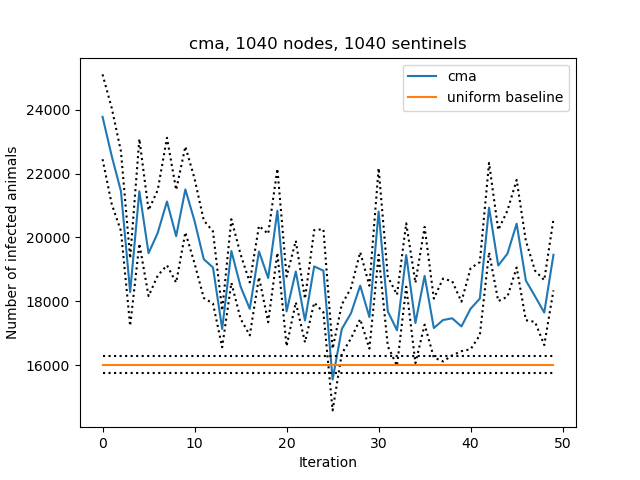 cma, 1040 nodes, 1040 sentinels
cma
uniform baseline
Number of infected animals
24000
22000
20000
18000
16000
0 10 20 30 40 50
Iteration